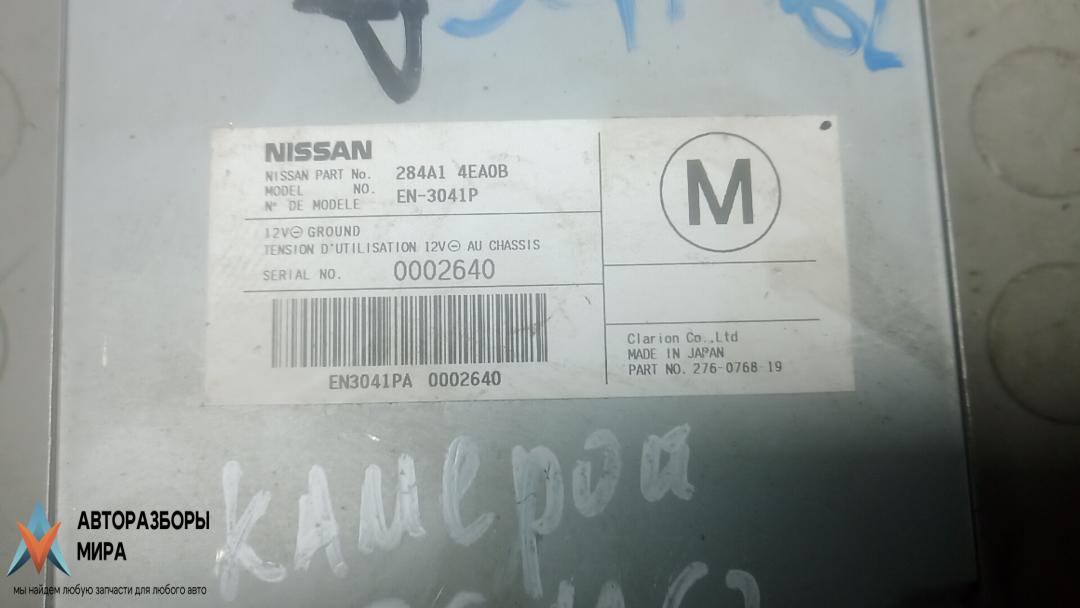 NISSAN
NISSAN PART No. 284A1 4EA0B
MODEL NO. EN-3041P
N° DE MODELE
12V⊖ GROUND
TENSION D'UTILISATION 12V⊖ AU CHASSIS
SERIAL NO. 0002640
EN3041PA 0002640
M
Clarion Co.,Ltd
MADE IN JAPAN
PART NO. 276-0768-19
камера
АВТОРАЗБОРЫ
МИРА
мы найдем любую запчасти для любого авто